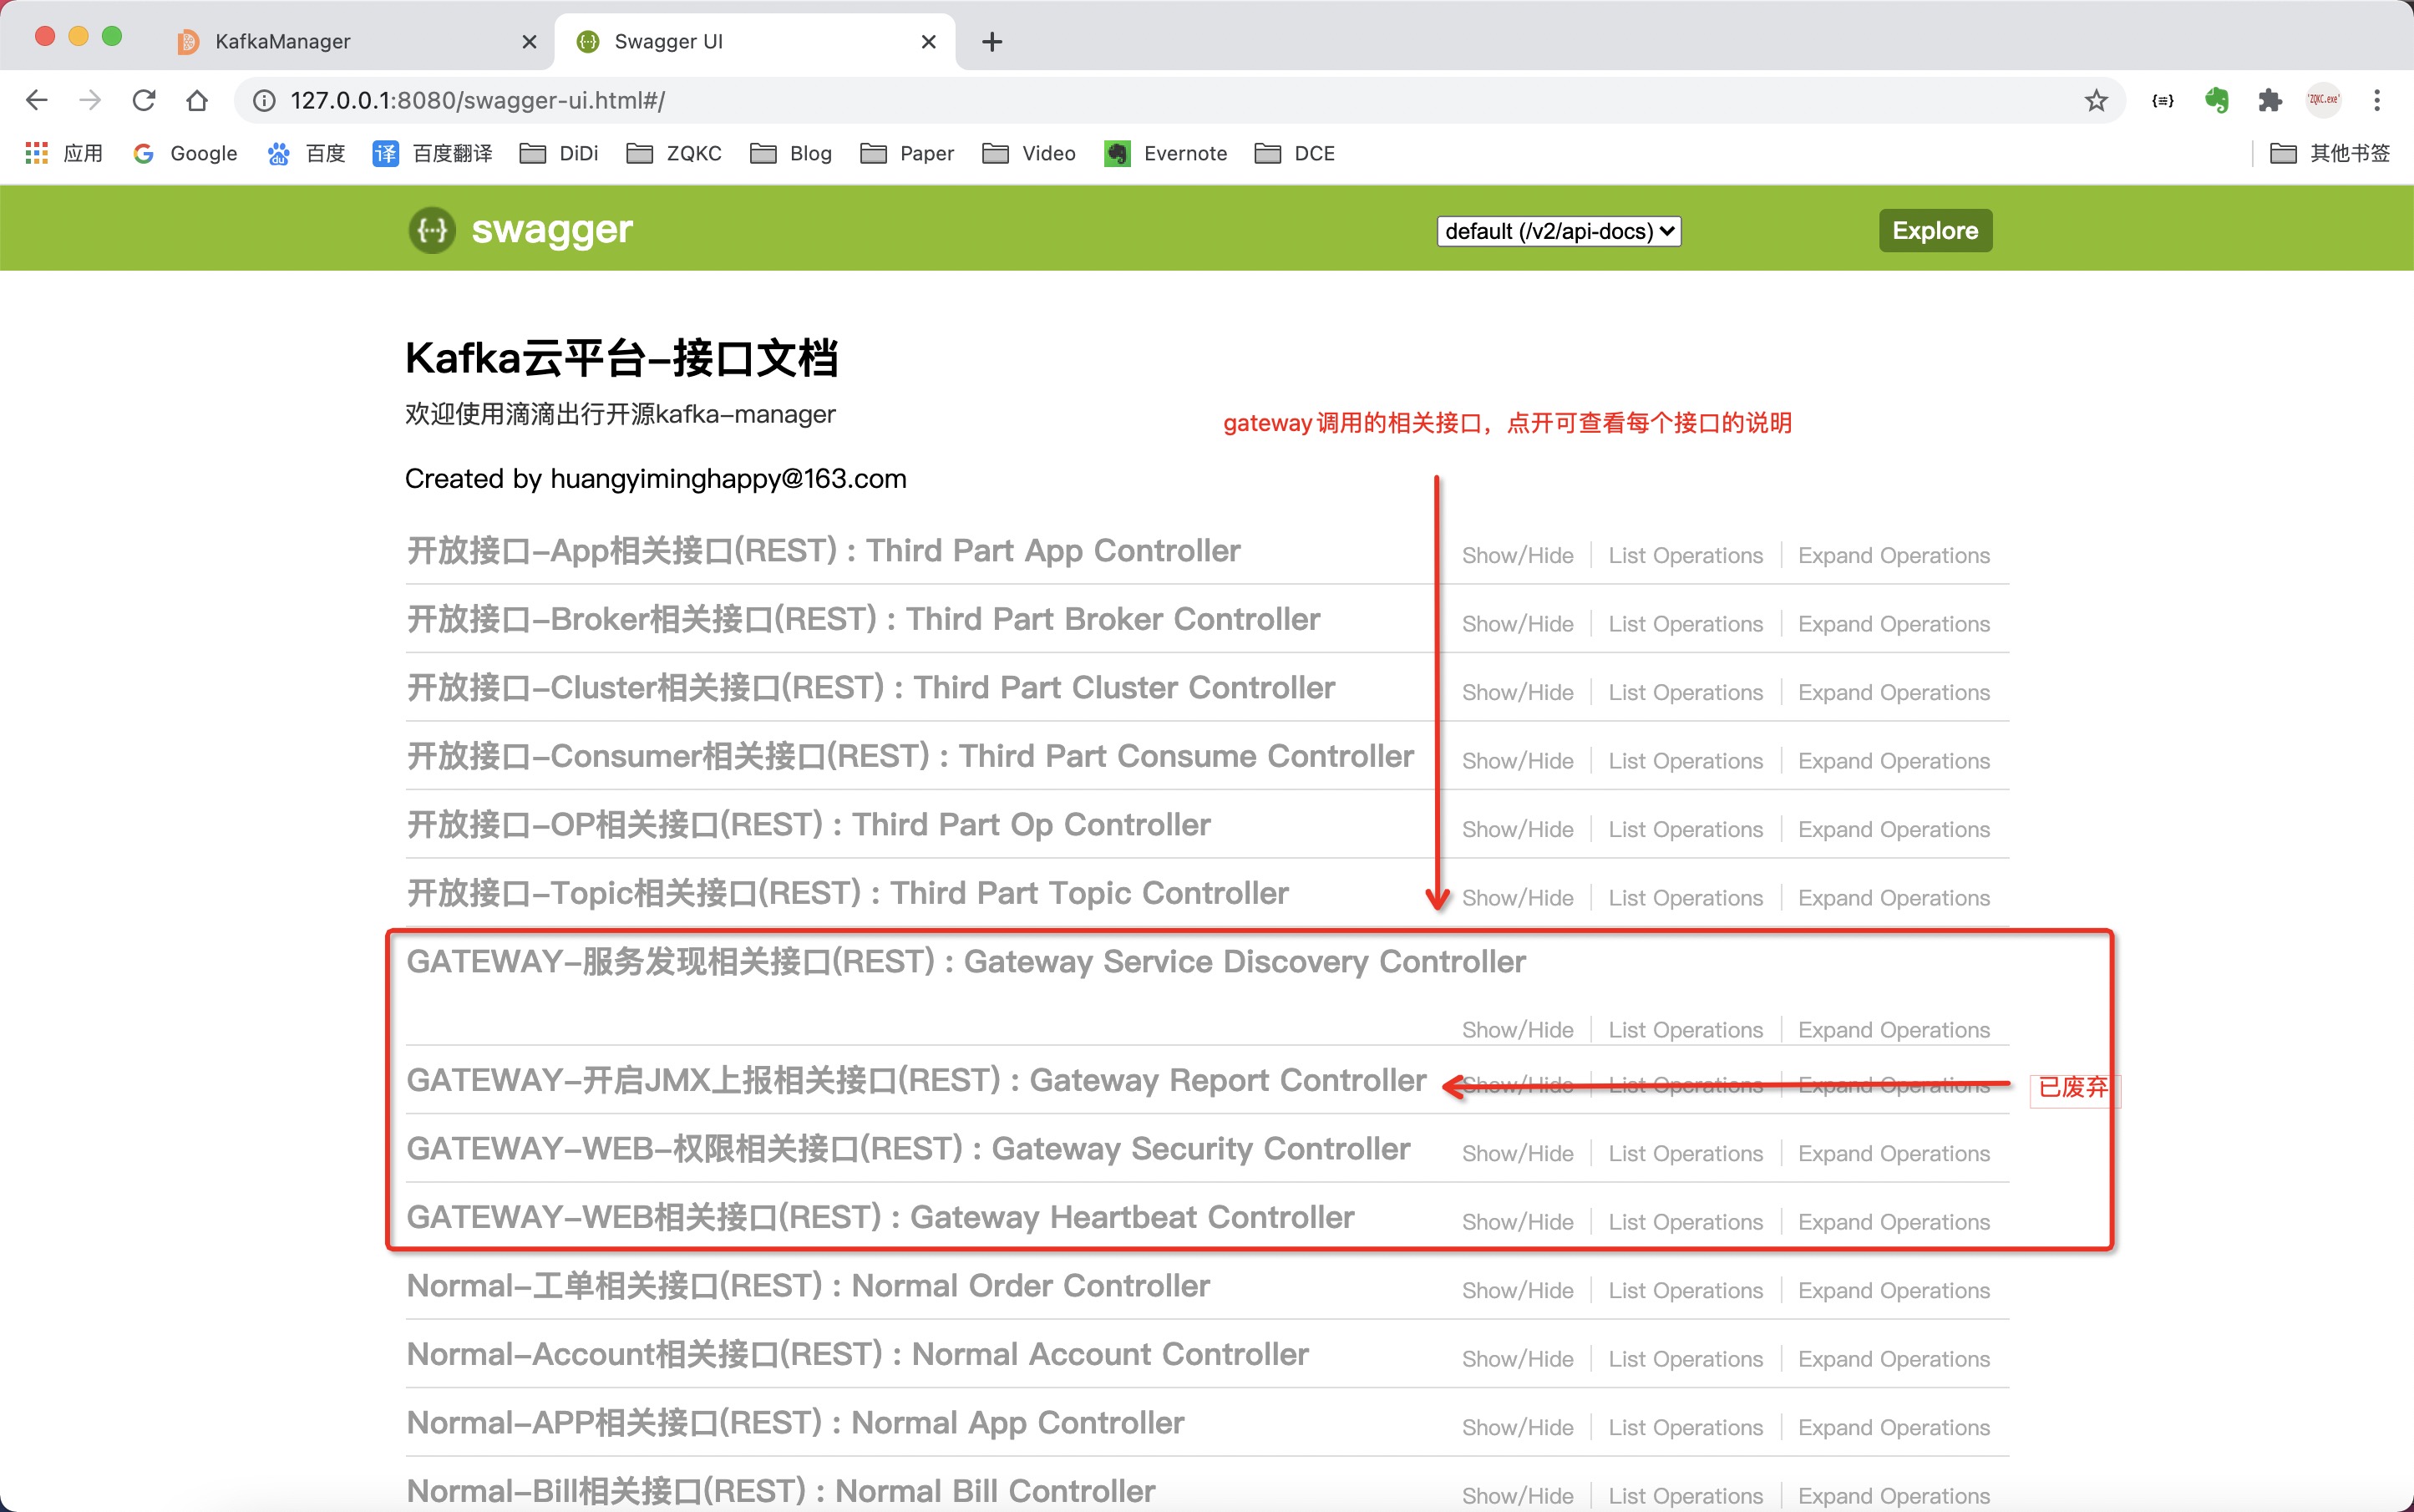 KafkaManager
Swagger UI
127.0.0.1:8080/swagger-ui.html#/
'ZQKC.exe'
应用
Google
百度
译 百度翻译
DiDi
ZQKC
Blog
Paper
Video
Evernote
DCE
其他书签
swagger
default (/v2/api-docs)
Explore
Kafka云平台-接口文档
欢迎使用滴滴出行开源kafka-manager
gateway调用的相关接口，点开可查看每个接口的说明
Created by huangyiminghappy@163.com
开放接口-App相关接口(REST) : Third Part App Controller Show/Hide List Operations Expand Operations
开放接口-Broker相关接口(REST) : Third Part Broker Controller Show/Hide List Operations Expand Operations
开放接口-Cluster相关接口(REST) : Third Part Cluster Controller Show/Hide List Operations Expand Operations
开放接口-Consumer相关接口(REST) : Third Part Consume Controller Show/Hide List Operations Expand Operations
开放接口-OP相关接口(REST) : Third Part Op Controller Show/Hide List Operations Expand Operations
开放接口-Topic相关接口(REST) : Third Part Topic Controller Show/Hide List Operations Expand Operations
GATEWAY-服务发现相关接口(REST) : Gateway Service Discovery Controller
Show/Hide List Operations Expand Operations
GATEWAY-开启JMX上报相关接口(REST) : Gateway Report Controller Show/Hide List Operations Expand Operations 已废弃
GATEWAY-WEB-权限相关接口(REST) : Gateway Security Controller Show/Hide List Operations Expand Operations
GATEWAY-WEB相关接口(REST) : Gateway Heartbeat Controller Show/Hide List Operations Expand Operations
Normal-工单相关接口(REST) : Normal Order Controller Show/Hide List Operations Expand Operations
Normal-Account相关接口(REST) : Normal Account Controller Show/Hide List Operations Expand Operations
Normal-APP相关接口(REST) : Normal App Controller Show/Hide List Operations Expand Operations
Normal-Bill相关接口(REST) : Normal Bill Controller Show/Hide List Operations Expand Operations